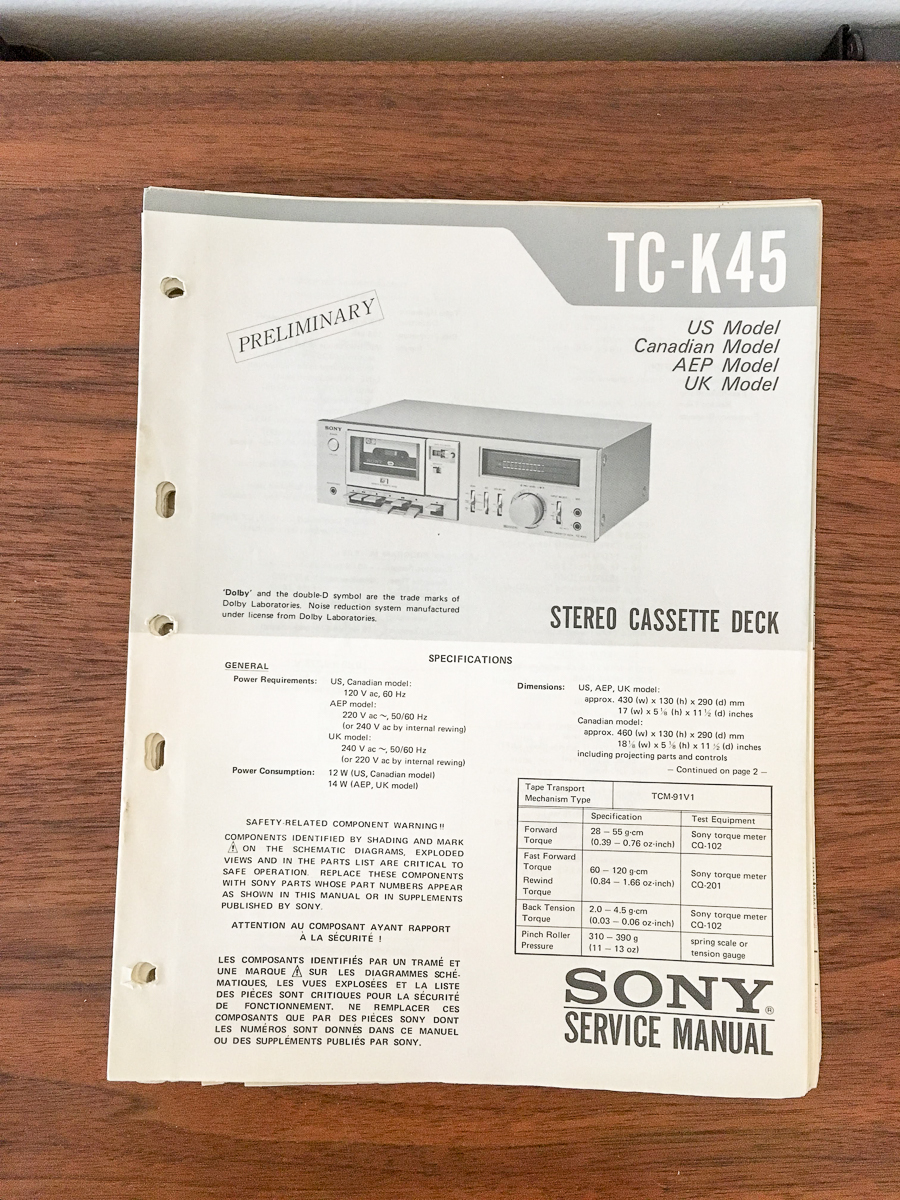 TC-K45
PRELIMINARY
US Model
Canadian Model
AEP Model
UK Model
SONY
'Dolby' and the double-D symbol are the trade marks of
Dolby Laboratories. Noise reduction system manufactured
under license from Dolby Laboratories.
STEREO CASSETTE DECK
SPECIFICATIONS
GENERAL
Power Requirements: US, Canadian model:
120 V ac, 60 Hz
AEP model:
220 V ac ~, 50/60 Hz
(or 240 V ac by internal rewing)
UK model:
240 V ac ~, 50/60 Hz
(or 220 V ac by internal rewing)
Power Consumption: 12 W (US, Canadian model)
14 W (AEP, UK model)
SAFETY-RELATED COMPONENT WARNING!!
COMPONENTS IDENTIFIED BY SHADING AND MARK
⚠ ON THE SCHEMATIC DIAGRAMS, EXPLODED
VIEWS AND IN THE PARTS LIST ARE CRITICAL TO
SAFE OPERATION. REPLACE THESE COMPONENTS
WITH SONY PARTS WHOSE PART NUMBERS APPEAR
AS SHOWN IN THIS MANUAL OR IN SUPPLEMENTS
PUBLISHED BY SONY.
ATTENTION AU COMPOSANT AYANT RAPPORT
À LA SÉCURITÉ !
LES COMPOSANTS IDENTIFIÉS PAR UN TRAMÉ ET
UNE MARQUE ⚠ SUR LES DIAGRAMMES SCHÉ-
MATIQUES, LES VUES EXPLOSÉES ET LA LISTE
DES PIÉCES SONT CRITIQUES POUR LA SÉCURITÉ
DE FONCTIONNEMENT. NE REMPLACER CES
COMPOSANTS QUE PAR DES PIÉCES SONY DONT
LES NUMÉROS SONT DONNÉS DANS CE MANUEL
OU DES SUPPLÉMENTS PUBLIÉS PAR SONY.
Dimensions: US, AEP, UK model:
approx. 430 (w) x 130 (h) x 290 (d) mm
17 (w) x 5 1/8 (h) x 11 1/2 (d) inches
Canadian model:
approx. 460 (w) x 130 (h) x 290 (d) mm
18 1/8 (w) x 5 1/8 (h) x 11 1/2 (d) inches
including projecting parts and controls
— Continued on page 2 —
Tape Transport
Mechanism Type
TCM-91V1
Specification Test Equipment
Forward
Torque
28 – 55 g·cm
(0.39 – 0.76 oz-inch)
Sony torque meter
CQ-102
Fast Forward
Torque
Rewind
Torque
60 – 120 g·cm
(0.84 – 1.66 oz-inch)
Sony torque meter
CQ-201
Back Tension
Torque
2.0 – 4.5 g·cm
(0.03 – 0.06 oz-inch)
Sony torque meter
CQ-102
Pinch Roller
Pressure
310 – 390 g
(11 – 13 oz)
spring scale or
tension gauge
SONY®
SERVICE MANUAL